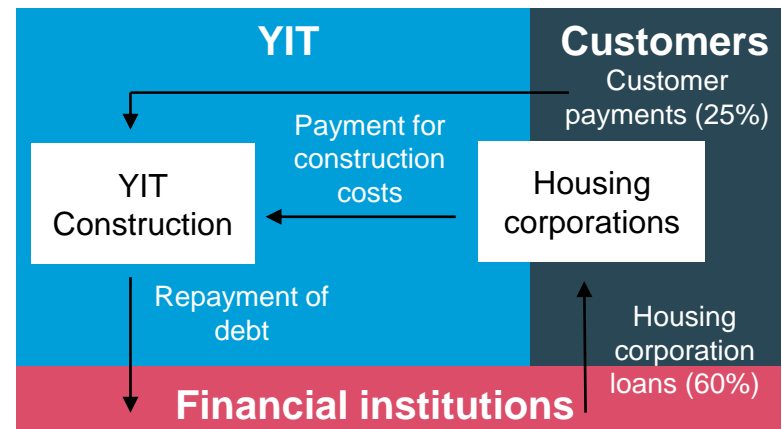 YIT
Customers
Customer
payments (25%)
Payment for
construction
costs
YIT
Construction
Housing
corporations
Repayment of
debt
Housing
corporation
loans (60%)
Financial institutions